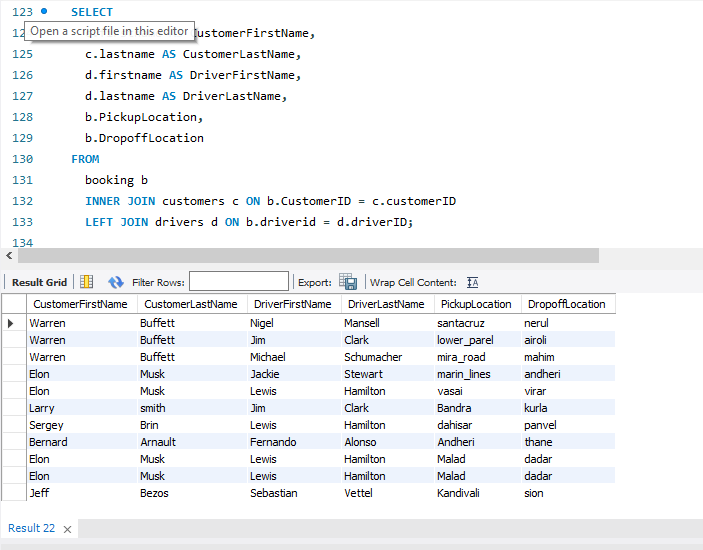 123 SELECT
Open a script file in this editor
CustomerFirstName,
125 c.lastname AS CustomerLastName,
126 d.firstname AS DriverFirstName,
127 d.lastname AS DriverLastName,
128 b.PickupLocation,
129 b.DropoffLocation
130 FROM
131 booking b
132 INNER JOIN customers c ON b.CustomerID = c.customerID
133 LEFT JOIN drivers d ON b.driverid = d.driverID;
134
Result Grid Filter Rows: Export: Wrap Cell Content: IA
CustomerFirstName CustomerLastName DriverFirstName DriverLastName PickupLocation DropoffLocation
Warren Buffett Nigel Mansell santacruz nerul
Warren Buffett Jim Clark lower_parel airoli
Warren Buffett Michael Schumacher mira_road mahim
Elon Musk Jackie Stewart marin_lines andheri
Elon Musk Lewis Hamilton vasai virar
Larry smith Jim Clark Bandra kurla
Sergey Brin Lewis Hamilton dahisar panvel
Bernard Arnault Fernando Alonso Andheri thane
Elon Musk Lewis Hamilton Malad dadar
Elon Musk Lewis Hamilton Malad dadar
Jeff Bezos Sebastian Vettel Kandivali sion
Result 22